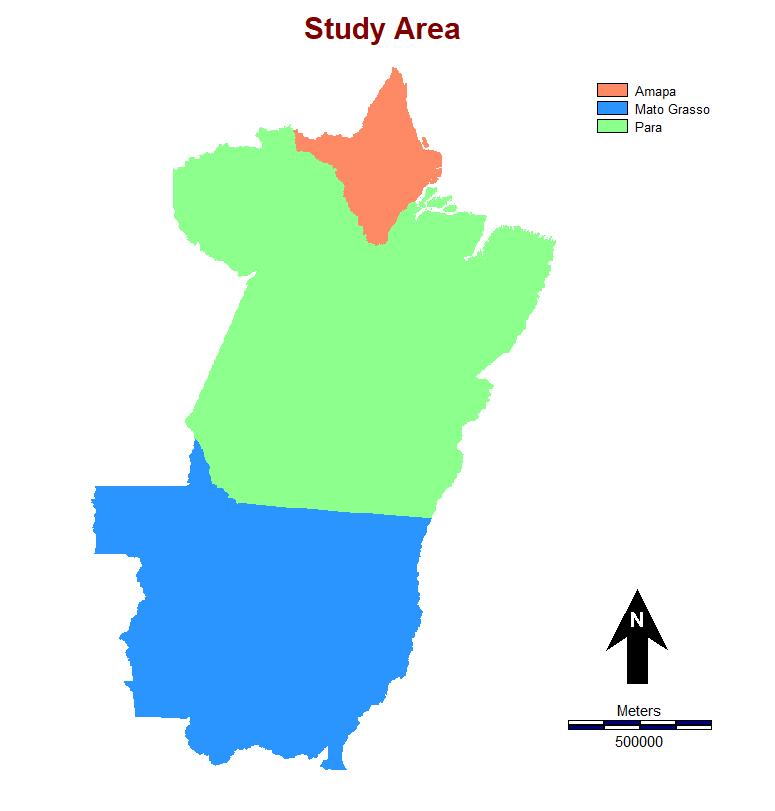 Study Area
Amapa
Mato Grasso
Para
N
Meters
500000